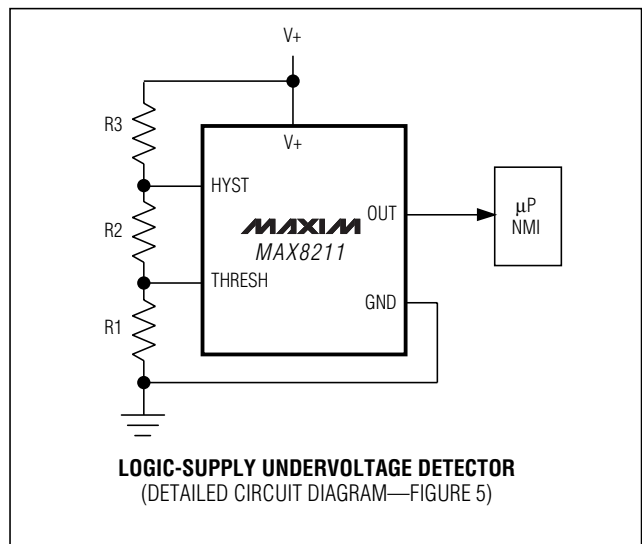 V+
R3
V+
HYST
OUT
μP
NMI
R2
MAXIM
MAX8211
THRESH
GND
R1
LOGIC-SUPPLY UNDERVOLTAGE DETECTOR
(DETAILED CIRCUIT DIAGRAM—FIGURE 5)